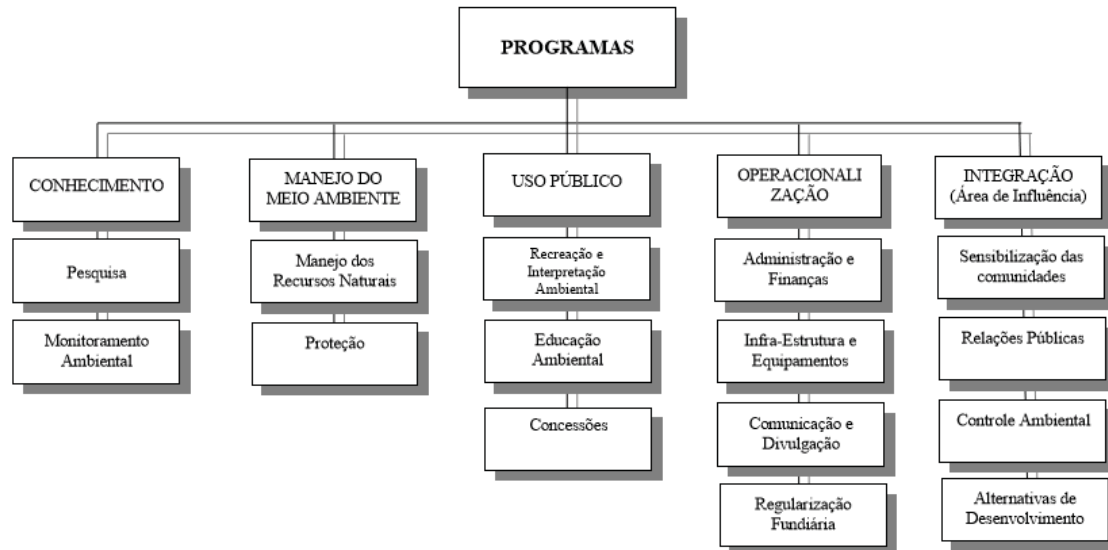 PROGRAMAS
CONHECIMENTO
Pesquisa
Monitoramento
Ambiental
MANEJO DO
MEIO AMBIENTE
Manejo dos
Recursos Naturais
Proteção
USO PÚBLICO
Recreação e
Interpretação
Ambiental
Educação
Ambiental
Concessões
OPERACIONALI
ZAÇÃO
Administração e
Finanças
Infra-Estrutura e
Equipamentos
Comunicação e
Divulgação
Regularização
Fundiária
INTEGRAÇÃO
(Área de Influência)
Sensibilização das
comunidades
Relações Públicas
Controle Ambiental
Alternativas de
Desenvolvimento